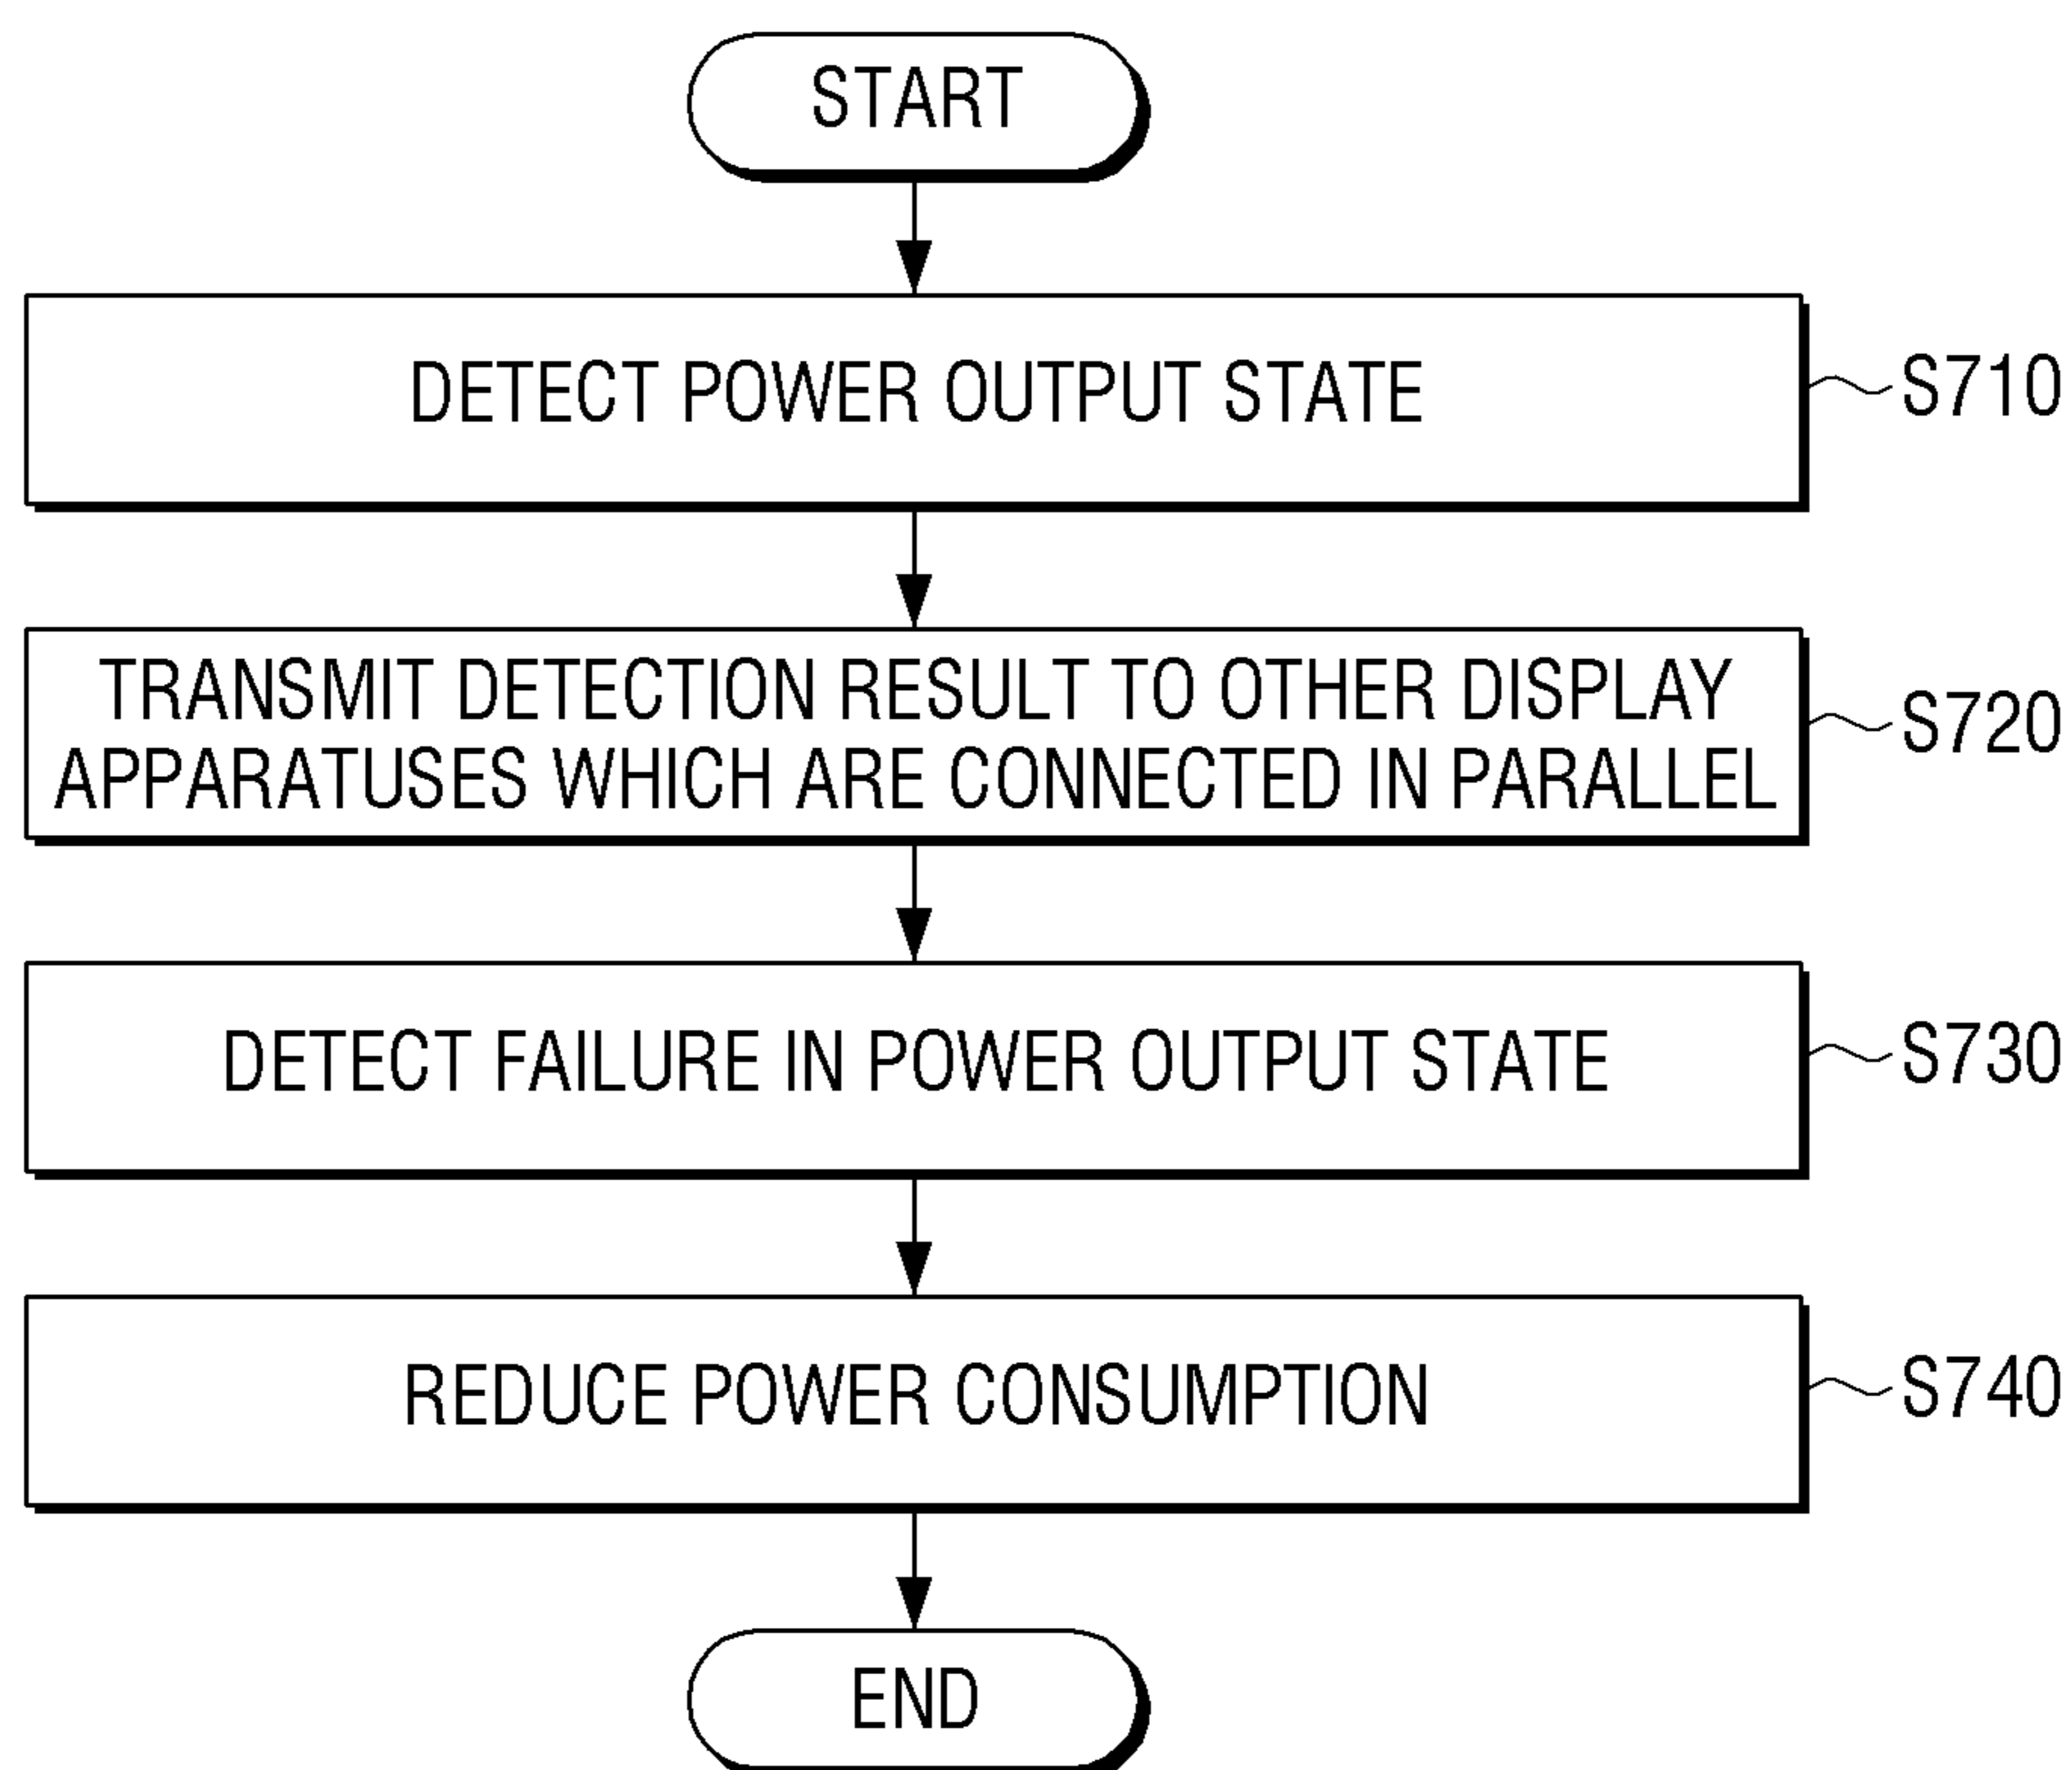 START
DETECT POWER OUTPUT STATE
S710
TRANSMIT DETECTION RESULT TO OTHER DISPLAY
APPARATUSES WHICH ARE CONNECTED IN PARALLEL
S720
DETECT FAILURE IN POWER OUTPUT STATE
S730
REDUCE POWER CONSUMPTION
S740
END